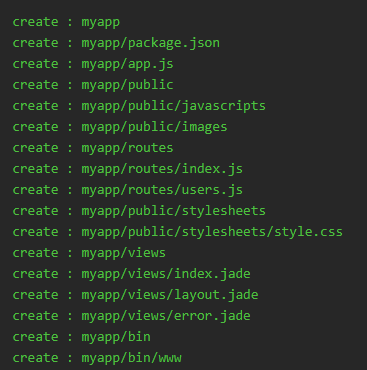 create : myapp
create : myapp/package.json
create : myapp/app.js
create : myapp/public
create : myapp/public/javascripts
create : myapp/public/images
create : myapp/routes
create : myapp/routes/index.js
create : myapp/routes/users.js
create : myapp/public/stylesheets
create : myapp/public/stylesheets/style.css
create : myapp/views
create : myapp/views/index.jade
create : myapp/views/layout.jade
create : myapp/views/error.jade
create : myapp/bin
create : myapp/bin/www